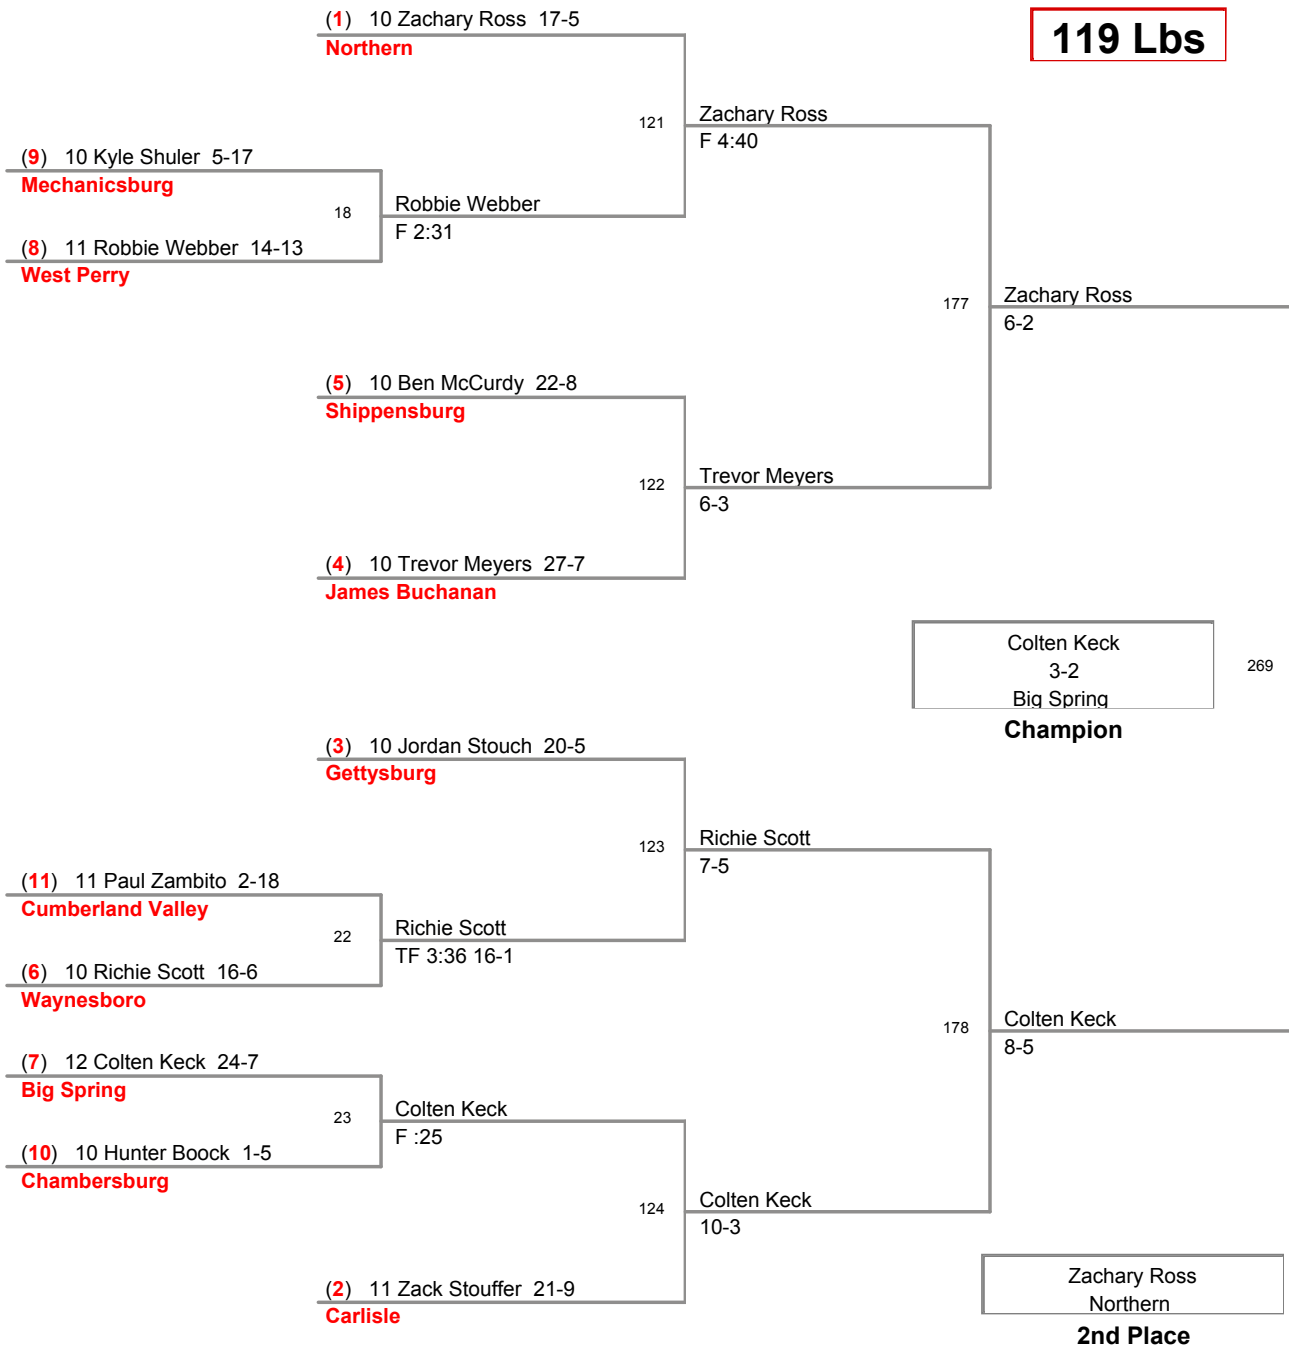 (1) 10 Zachary Ross 17-5
Northern
119 Lbs
121
Zachary Ross
F 4:40
(9) 10 Kyle Shuler 5-17
Mechanicsburg
18
Robbie Webber
F 2:31
(8) 11 Robbie Webber 14-13
West Perry
177
Zachary Ross
6-2
(5) 10 Ben McCurdy 22-8
Shippensburg
122
Trevor Meyers
6-3
(4) 10 Trevor Meyers 27-7
James Buchanan
Colten Keck
3-2
Big Spring
269
Champion
(3) 10 Jordan Stouch 20-5
Gettysburg
123
Richie Scott
7-5
(11) 11 Paul Zambito 2-18
Cumberland Valley
22
Richie Scott
TF 3:36 16-1
(6) 10 Richie Scott 16-6
Waynesboro
178
Colten Keck
8-5
(7) 12 Colten Keck 24-7
Big Spring
23
Colten Keck
F :25
(10) 10 Hunter Boock 1-5
Chambersburg
124
Colten Keck
10-3
(2) 11 Zack Stouffer 21-9
Carlisle
Zachary Ross
Northern
2nd Place